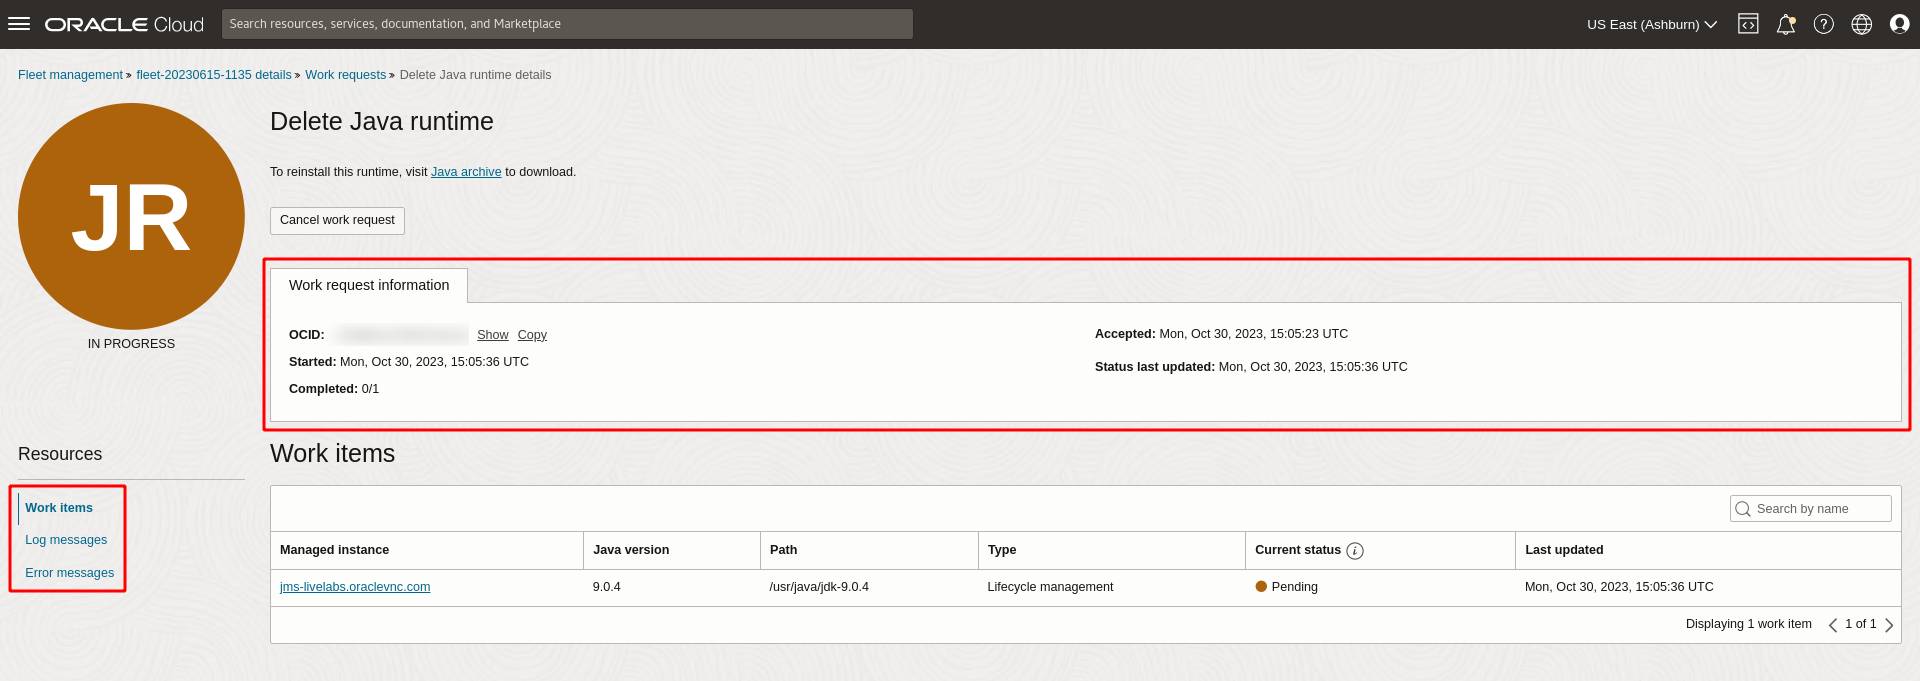 ORACLE Cloud
Search resources, services, documentation, and Marketplace
US East (Ashburn)
Fleet management » fleet-20230615-1135 details » Work requests » Delete Java runtime details
JR
IN PROGRESS
Delete Java runtime
To reinstall this runtime, visit Java archive to download.
Cancel work request
Work request information
OCID: Show Copy
Started: Mon, Oct 30, 2023, 15:05:36 UTC
Completed: 0/1
Accepted: Mon, Oct 30, 2023, 15:05:23 UTC
Status last updated: Mon, Oct 30, 2023, 15:05:36 UTC
Resources
Work items
Log messages
Error messages
Work items
Search by name
Managed instance Java version Path Type Current status Last updated
jms-livelabs.oraclevnc.com 9.0.4 /usr/java/jdk-9.0.4 Lifecycle management Pending Mon, Oct 30, 2023, 15:05:36 UTC
Displaying 1 work item 1 of 1